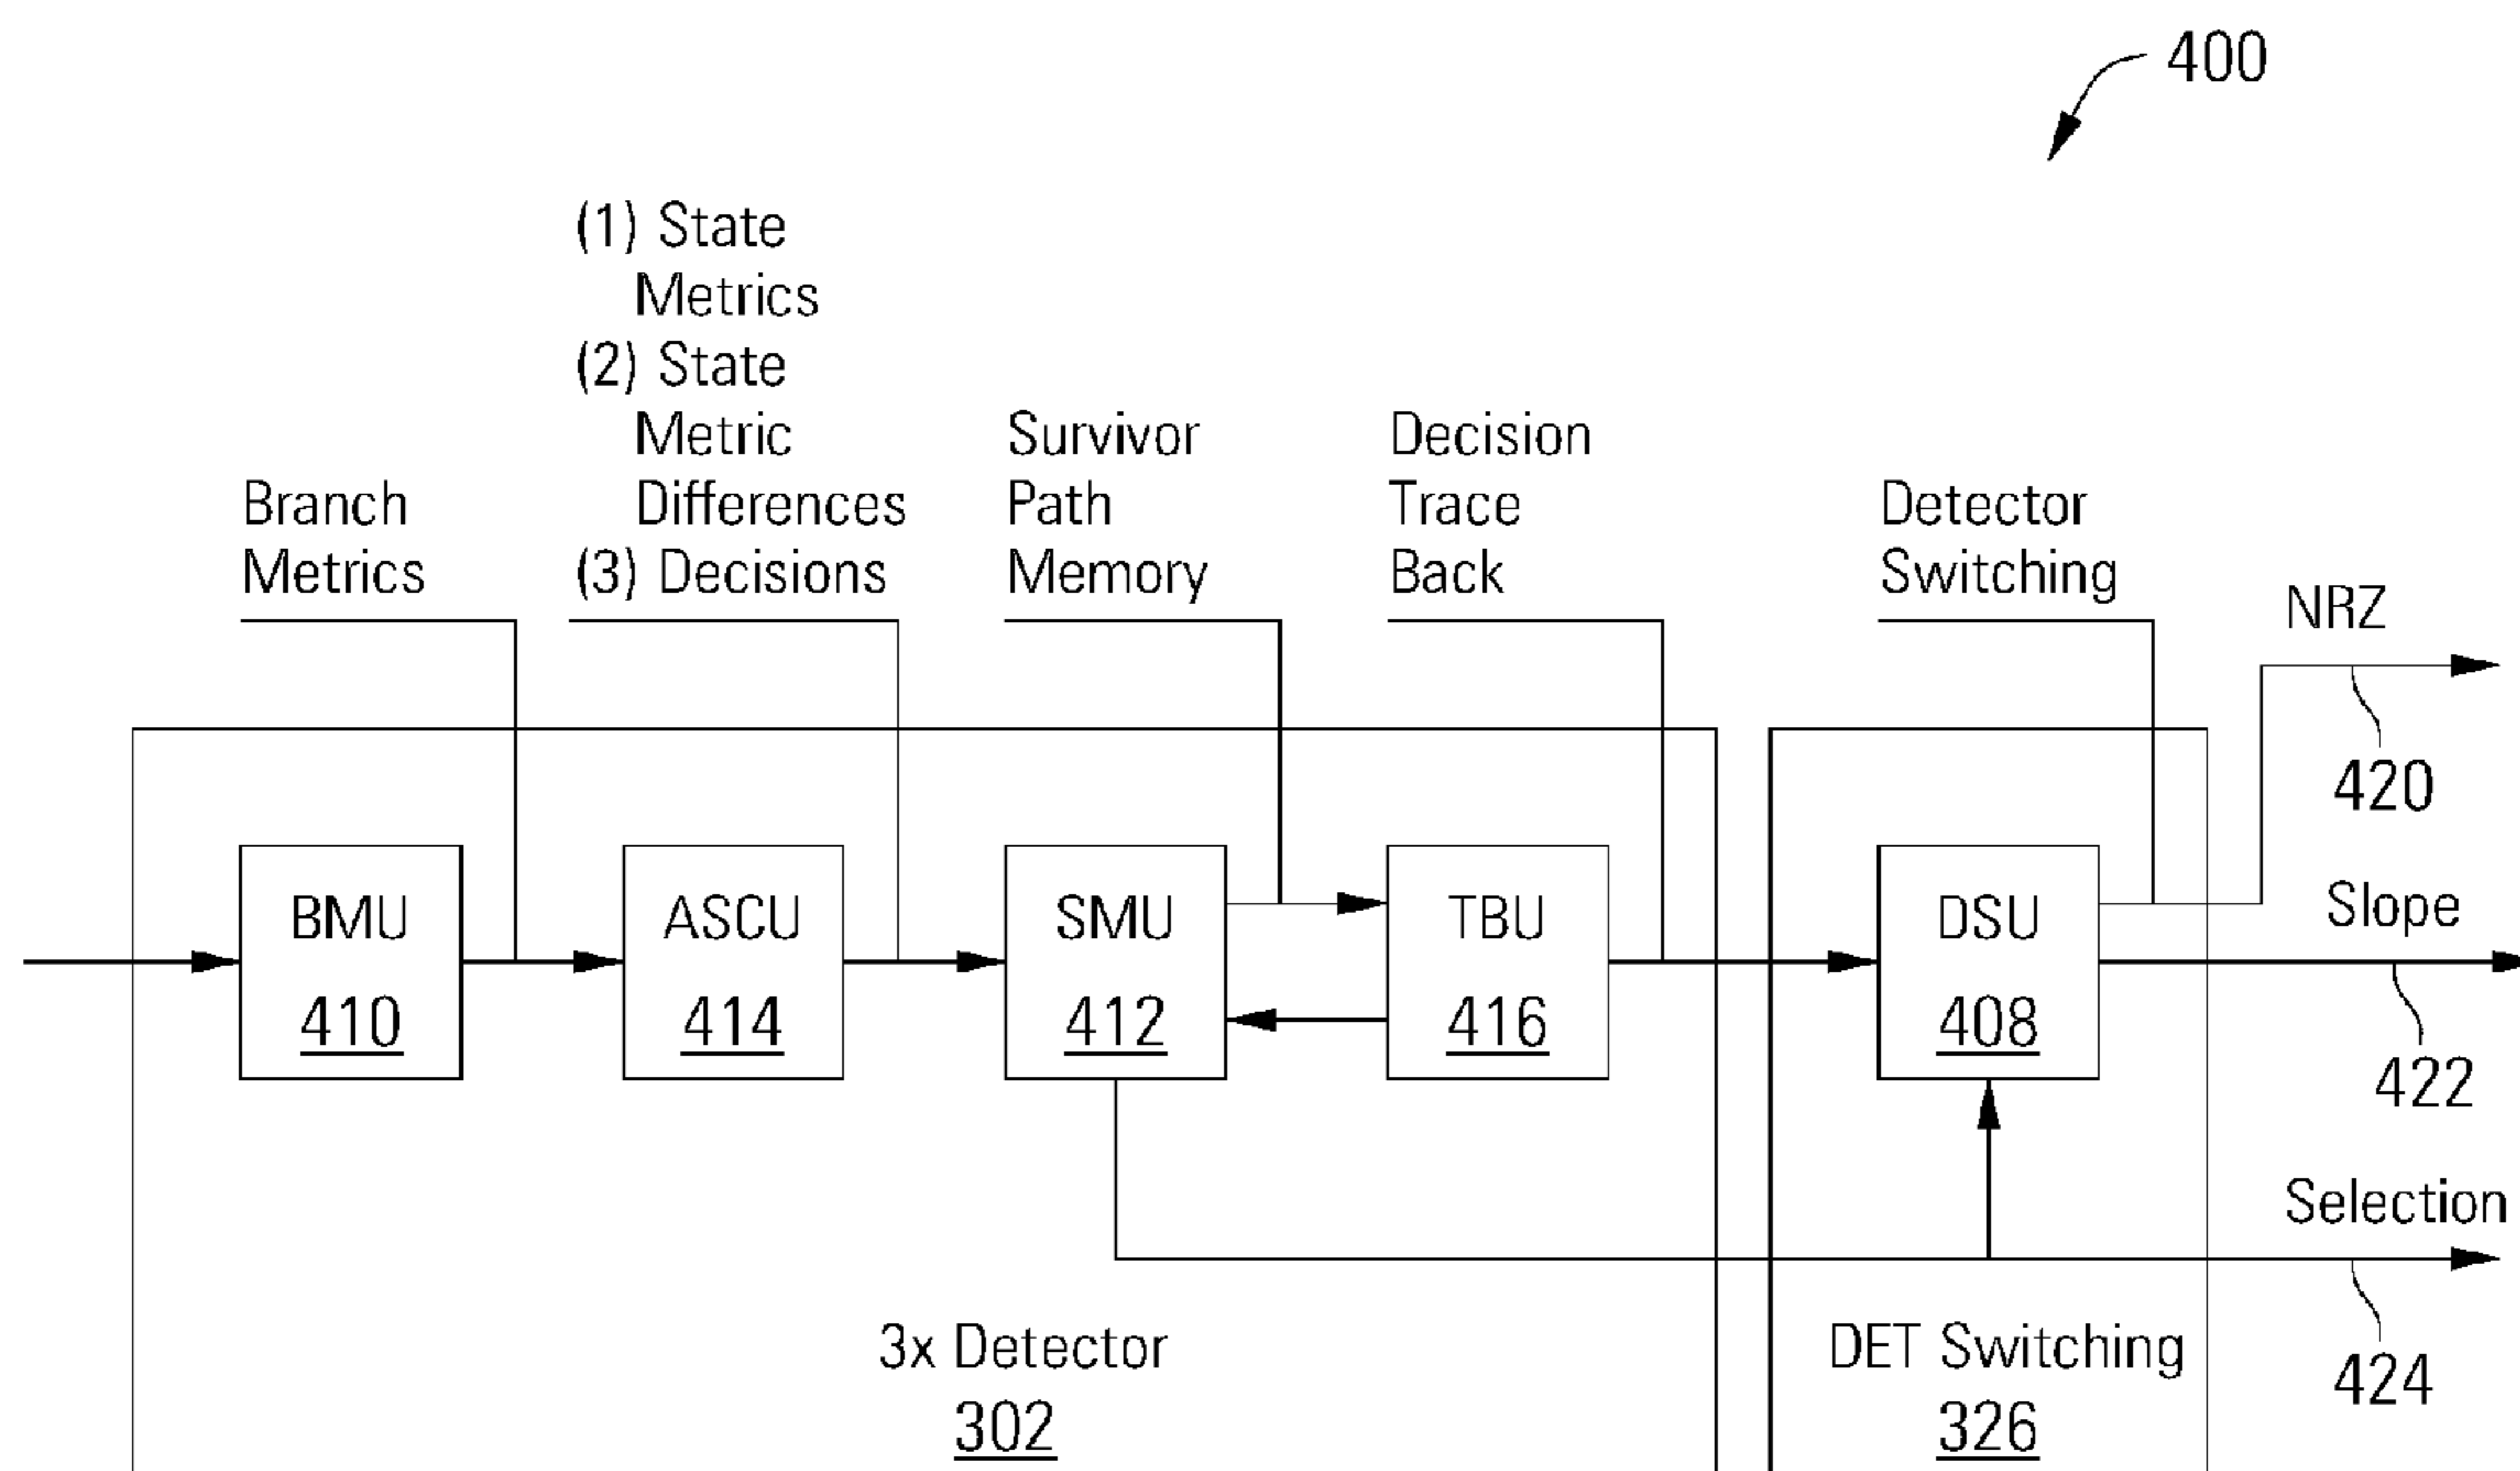 400
(1) State
Metrics
(2) State
Metric
Differences
(3) Decisions
Branch
Metrics
Survivor
Path
Memory
Decision
Trace
Back
Detector
Switching
NRZ
420
BMU
410
ASCU
414
SMU
412
TBU
416
DSU
408
Slope
422
Selection
424
3x Detector
302
DET Switching
326